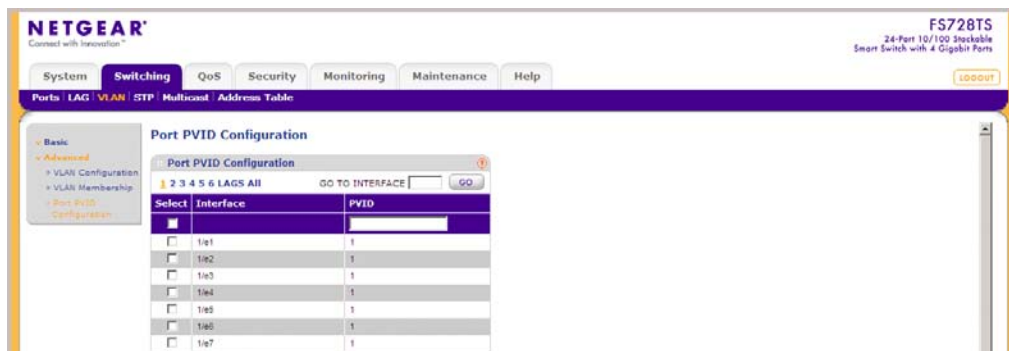 NETGEAR
Connect with Innovation™
FS728TS
24-Port 10/100 Stackable
Smart Switch with 4 Gigabit Ports
System Switching QoS Security Monitoring Maintenance Help LOGOUT
Ports LAG VLAN STP Multicast Address Table
Basic
Advanced
VLAN Configuration
VLAN Membership
Port PVID
Configuration
Port PVID Configuration
Port PVID Configuration
1 2 3 4 5 6 LAGS All GO TO INTERFACE GO
Select Interface PVID
1/e1 1
1/e2 1
1/e3 1
1/e4 1
1/e5 1
1/e6 1
1/e7 1